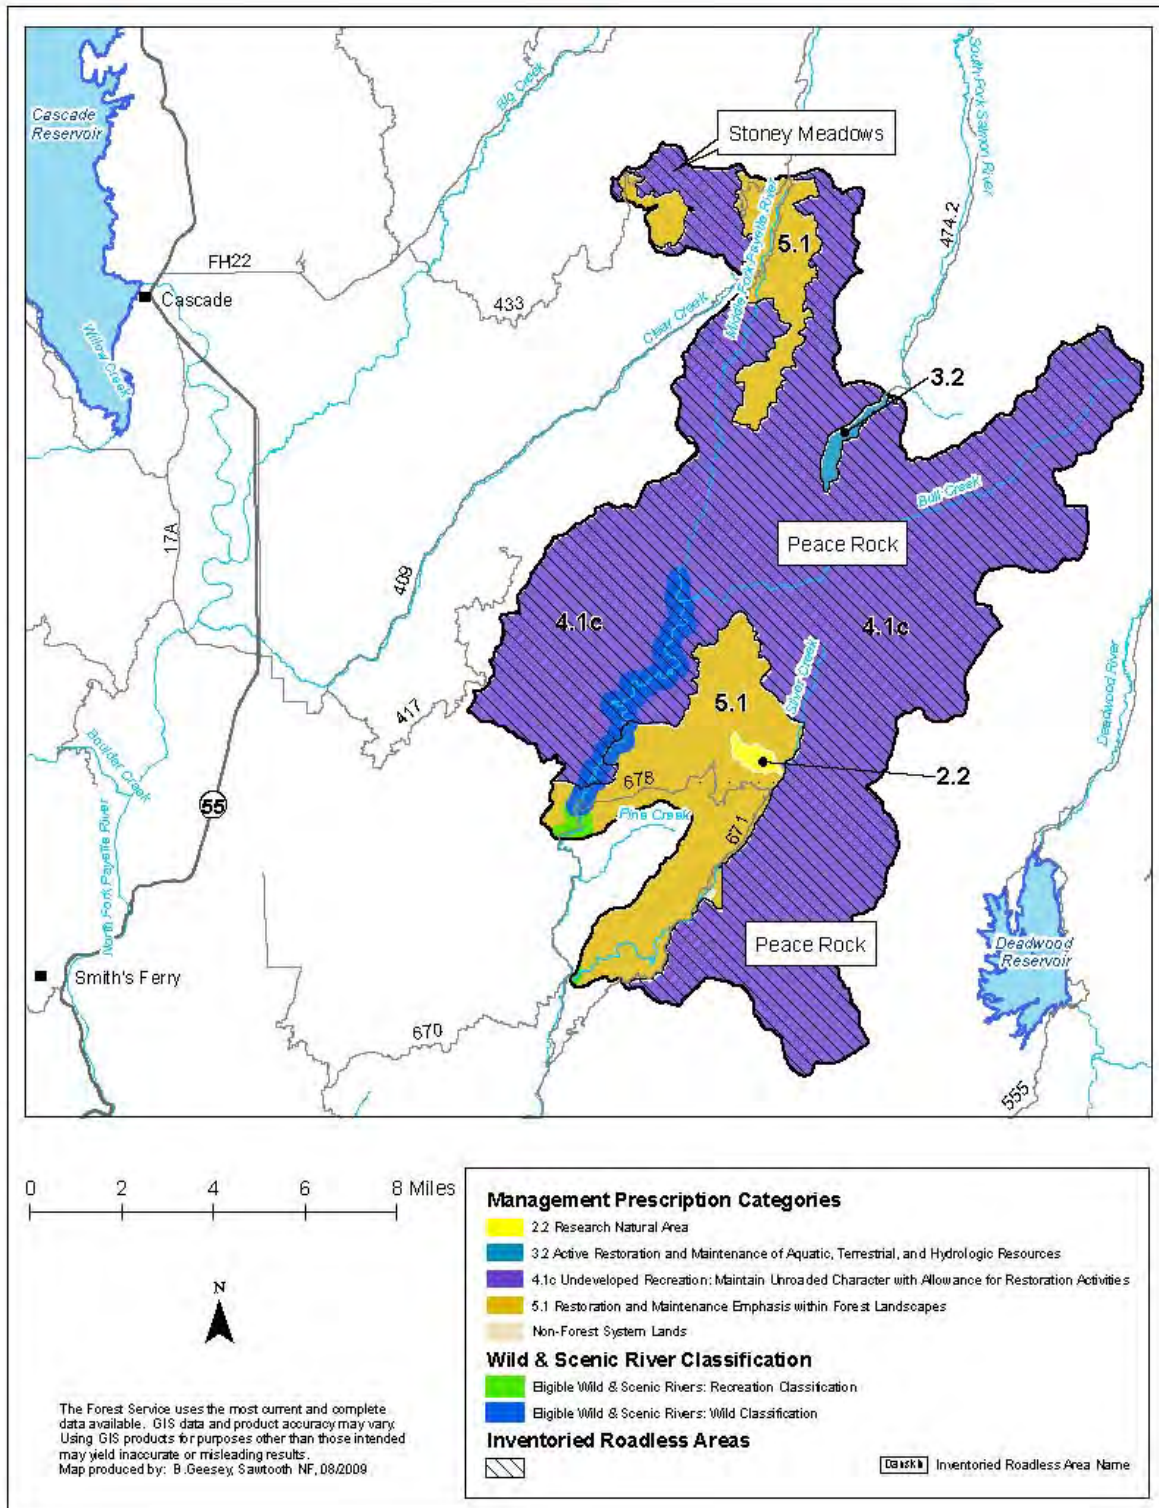 Cascade
Reservoir
Big Creek
South Fork Salmon River
Stoney Meadows
474.2
FH22
Cascade
433
Clear Creek
Middle Fork Payette River
5.1
Willow Creek
3.2
Bull Creek
17A
409
Peace Rock
4.1c
4.1c
Silver Creek
Deadwood River
417
5.1
Boulder Creek
2.2
678
55
Pine Creek
671
North Fork Payette River
Peace Rock
Deadwood
Reservoir
Smith's Ferry
670
555
0 2 4 6 8 Miles
N
The Forest Service uses the most current and complete
data available. GIS data and product accuracy may vary.
Using GIS products for purposes other than those intended
may yield inaccurate or misleading results.
Map produced by: B.Geesey, Sawtooth NF, 08/2009
Management Prescription Categories
2.2 Research Natural Area
3.2 Active Restoration and Maintenance of Aquatic, Terrestrial, and Hydrologic Resources
4.1c Undeveloped Recreation: Maintain Unroaded Character with Allowance for Restoration Activities
5.1 Restoration and Maintenance Emphasis within Forest Landscapes
Non-Forest System Lands
Wild & Scenic River Classification
Eligible Wild & Scenic Rivers: Recreation Classification
Eligible Wild & Scenic Rivers: Wild Classification
Inventoried Roadless Areas
Inventoried Roadless Area Name